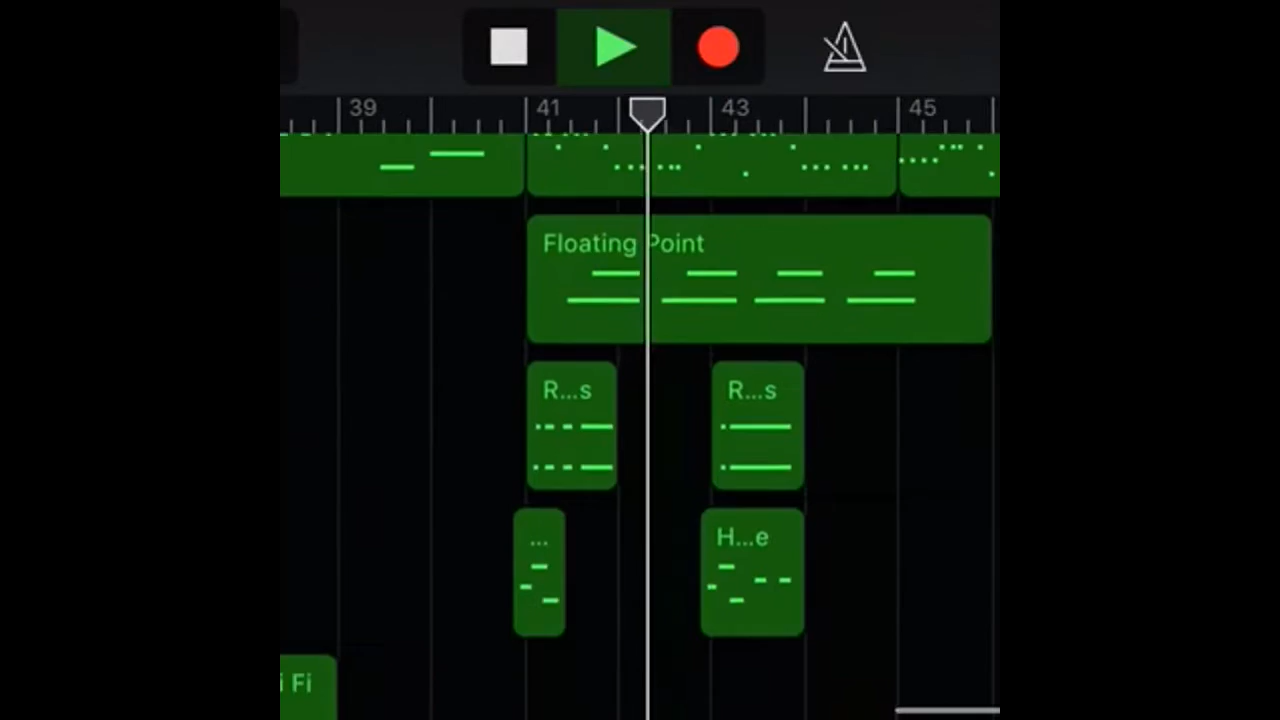 39 41 43 45
Floating Point
R...s R...s
... H...e
i Fi